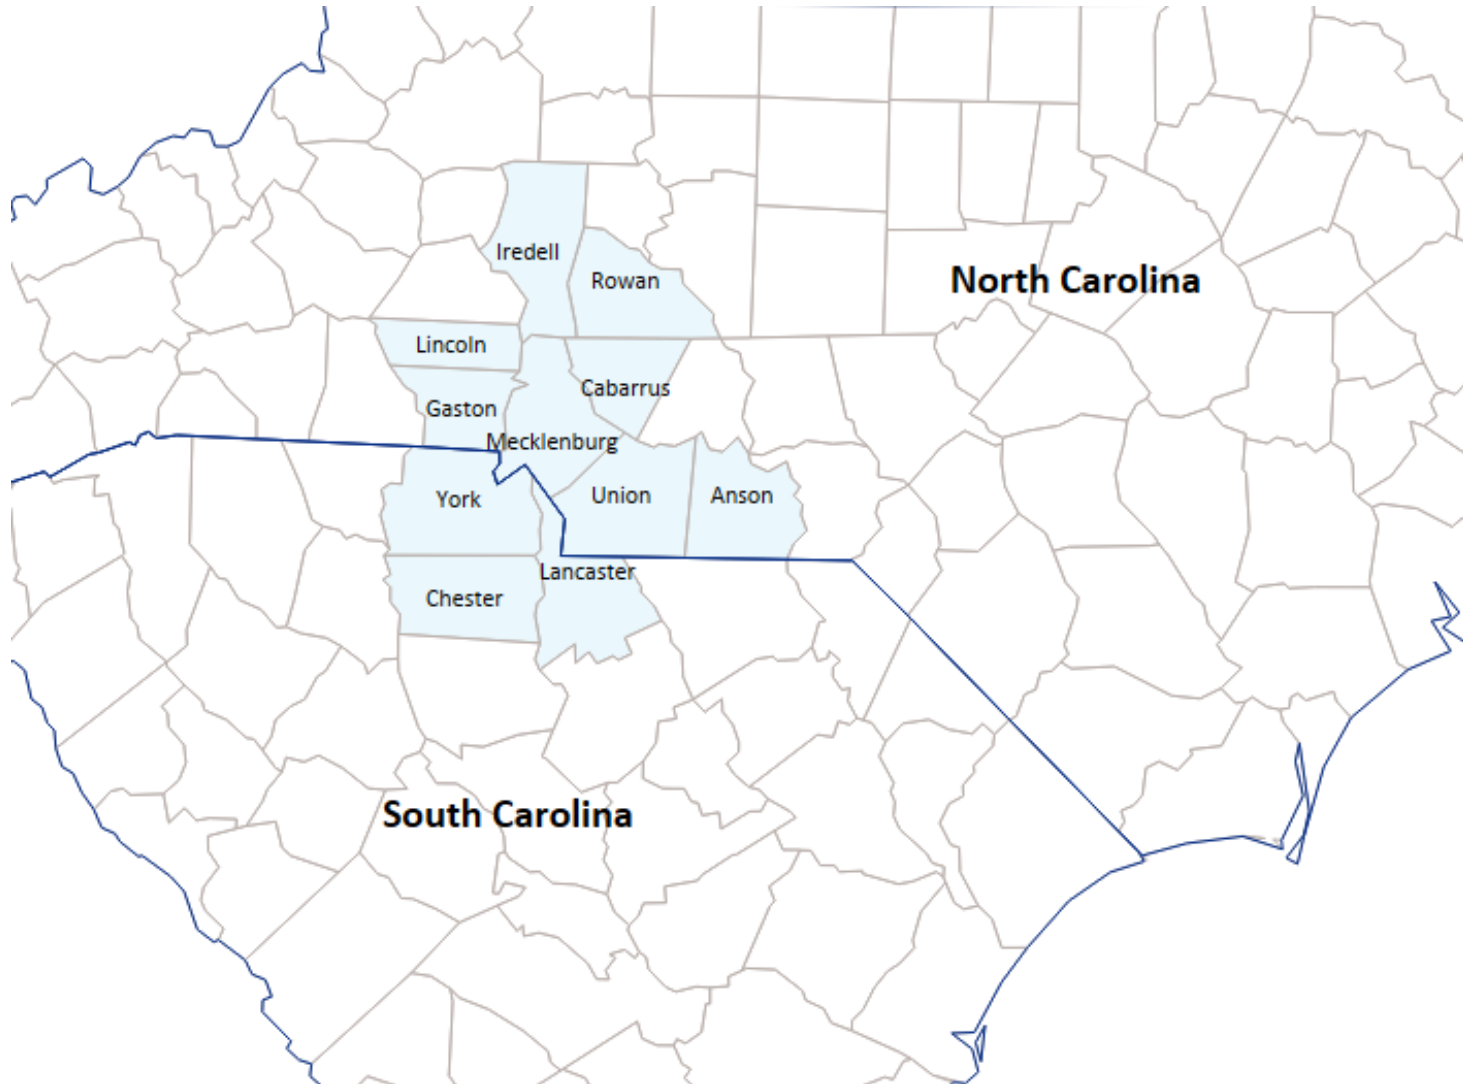 Iredell
Rowan
North Carolina
Lincoln
Cabarrus
Gaston
Mecklenburg
York
Union
Anson
Lancaster
Chester
South Carolina